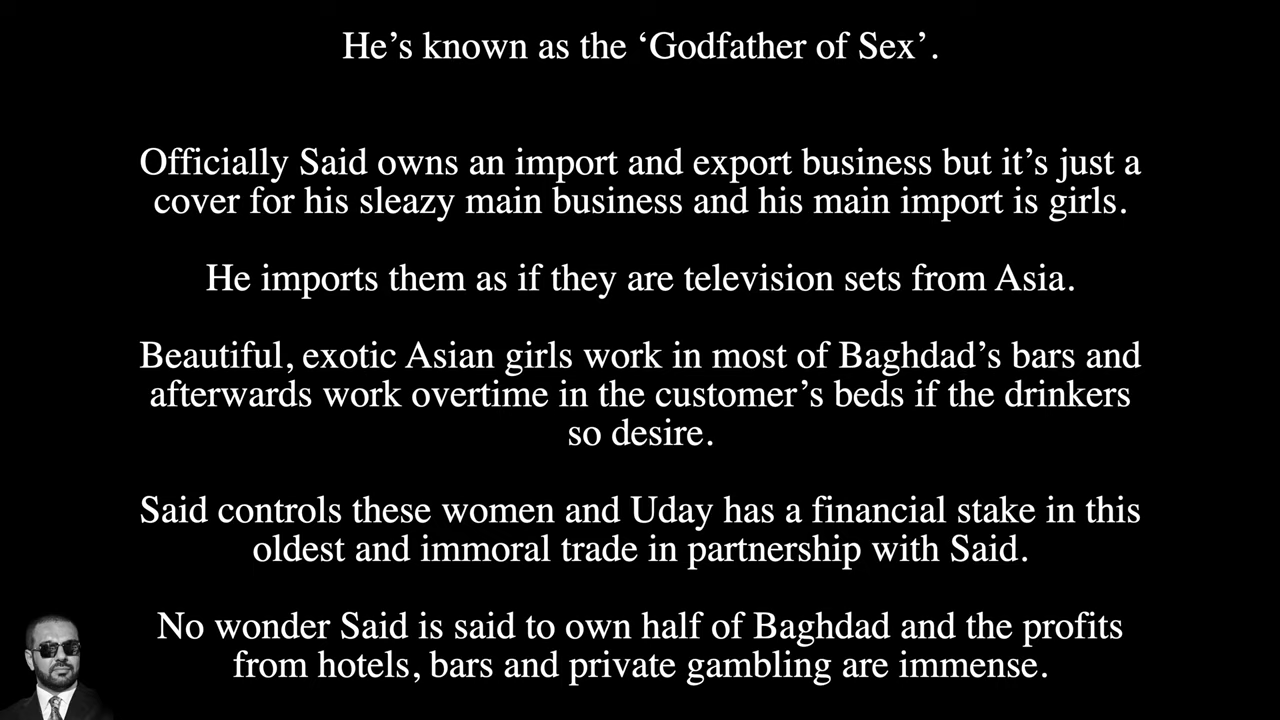 He’s known as the ‘Godfather of Sex’.
Officially Said owns an import and export business but it’s just a
cover for his sleazy main business and his main import is girls.
He imports them as if they are television sets from Asia.
Beautiful, exotic Asian girls work in most of Baghdad’s bars and
afterwards work overtime in the customer’s beds if the drinkers
so desire.
Said controls these women and Uday has a financial stake in this
oldest and immoral trade in partnership with Said.
No wonder Said is said to own half of Baghdad and the profits
from hotels, bars and private gambling are immense.